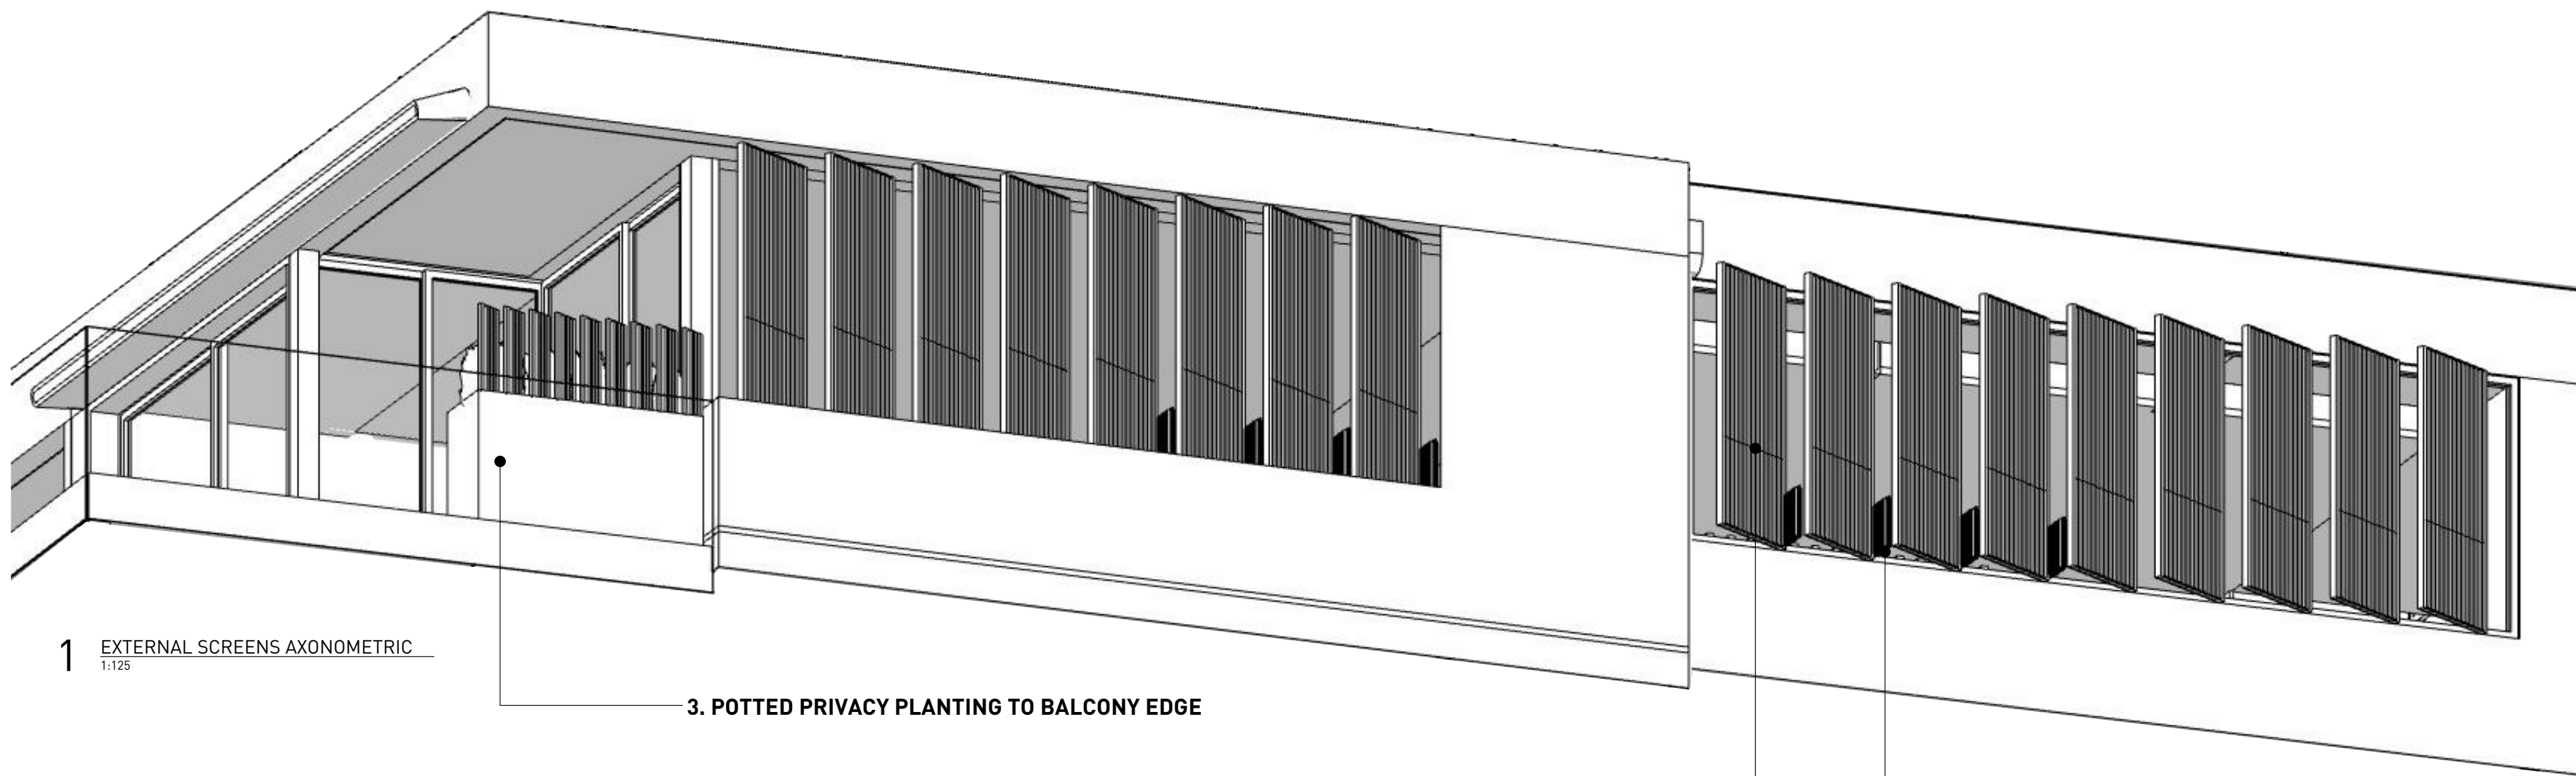 1 EXTERNAL SCREENS AXONOMETRIC
1:125
3. POTTED PRIVACY PLANTING TO BALCONY EDGE